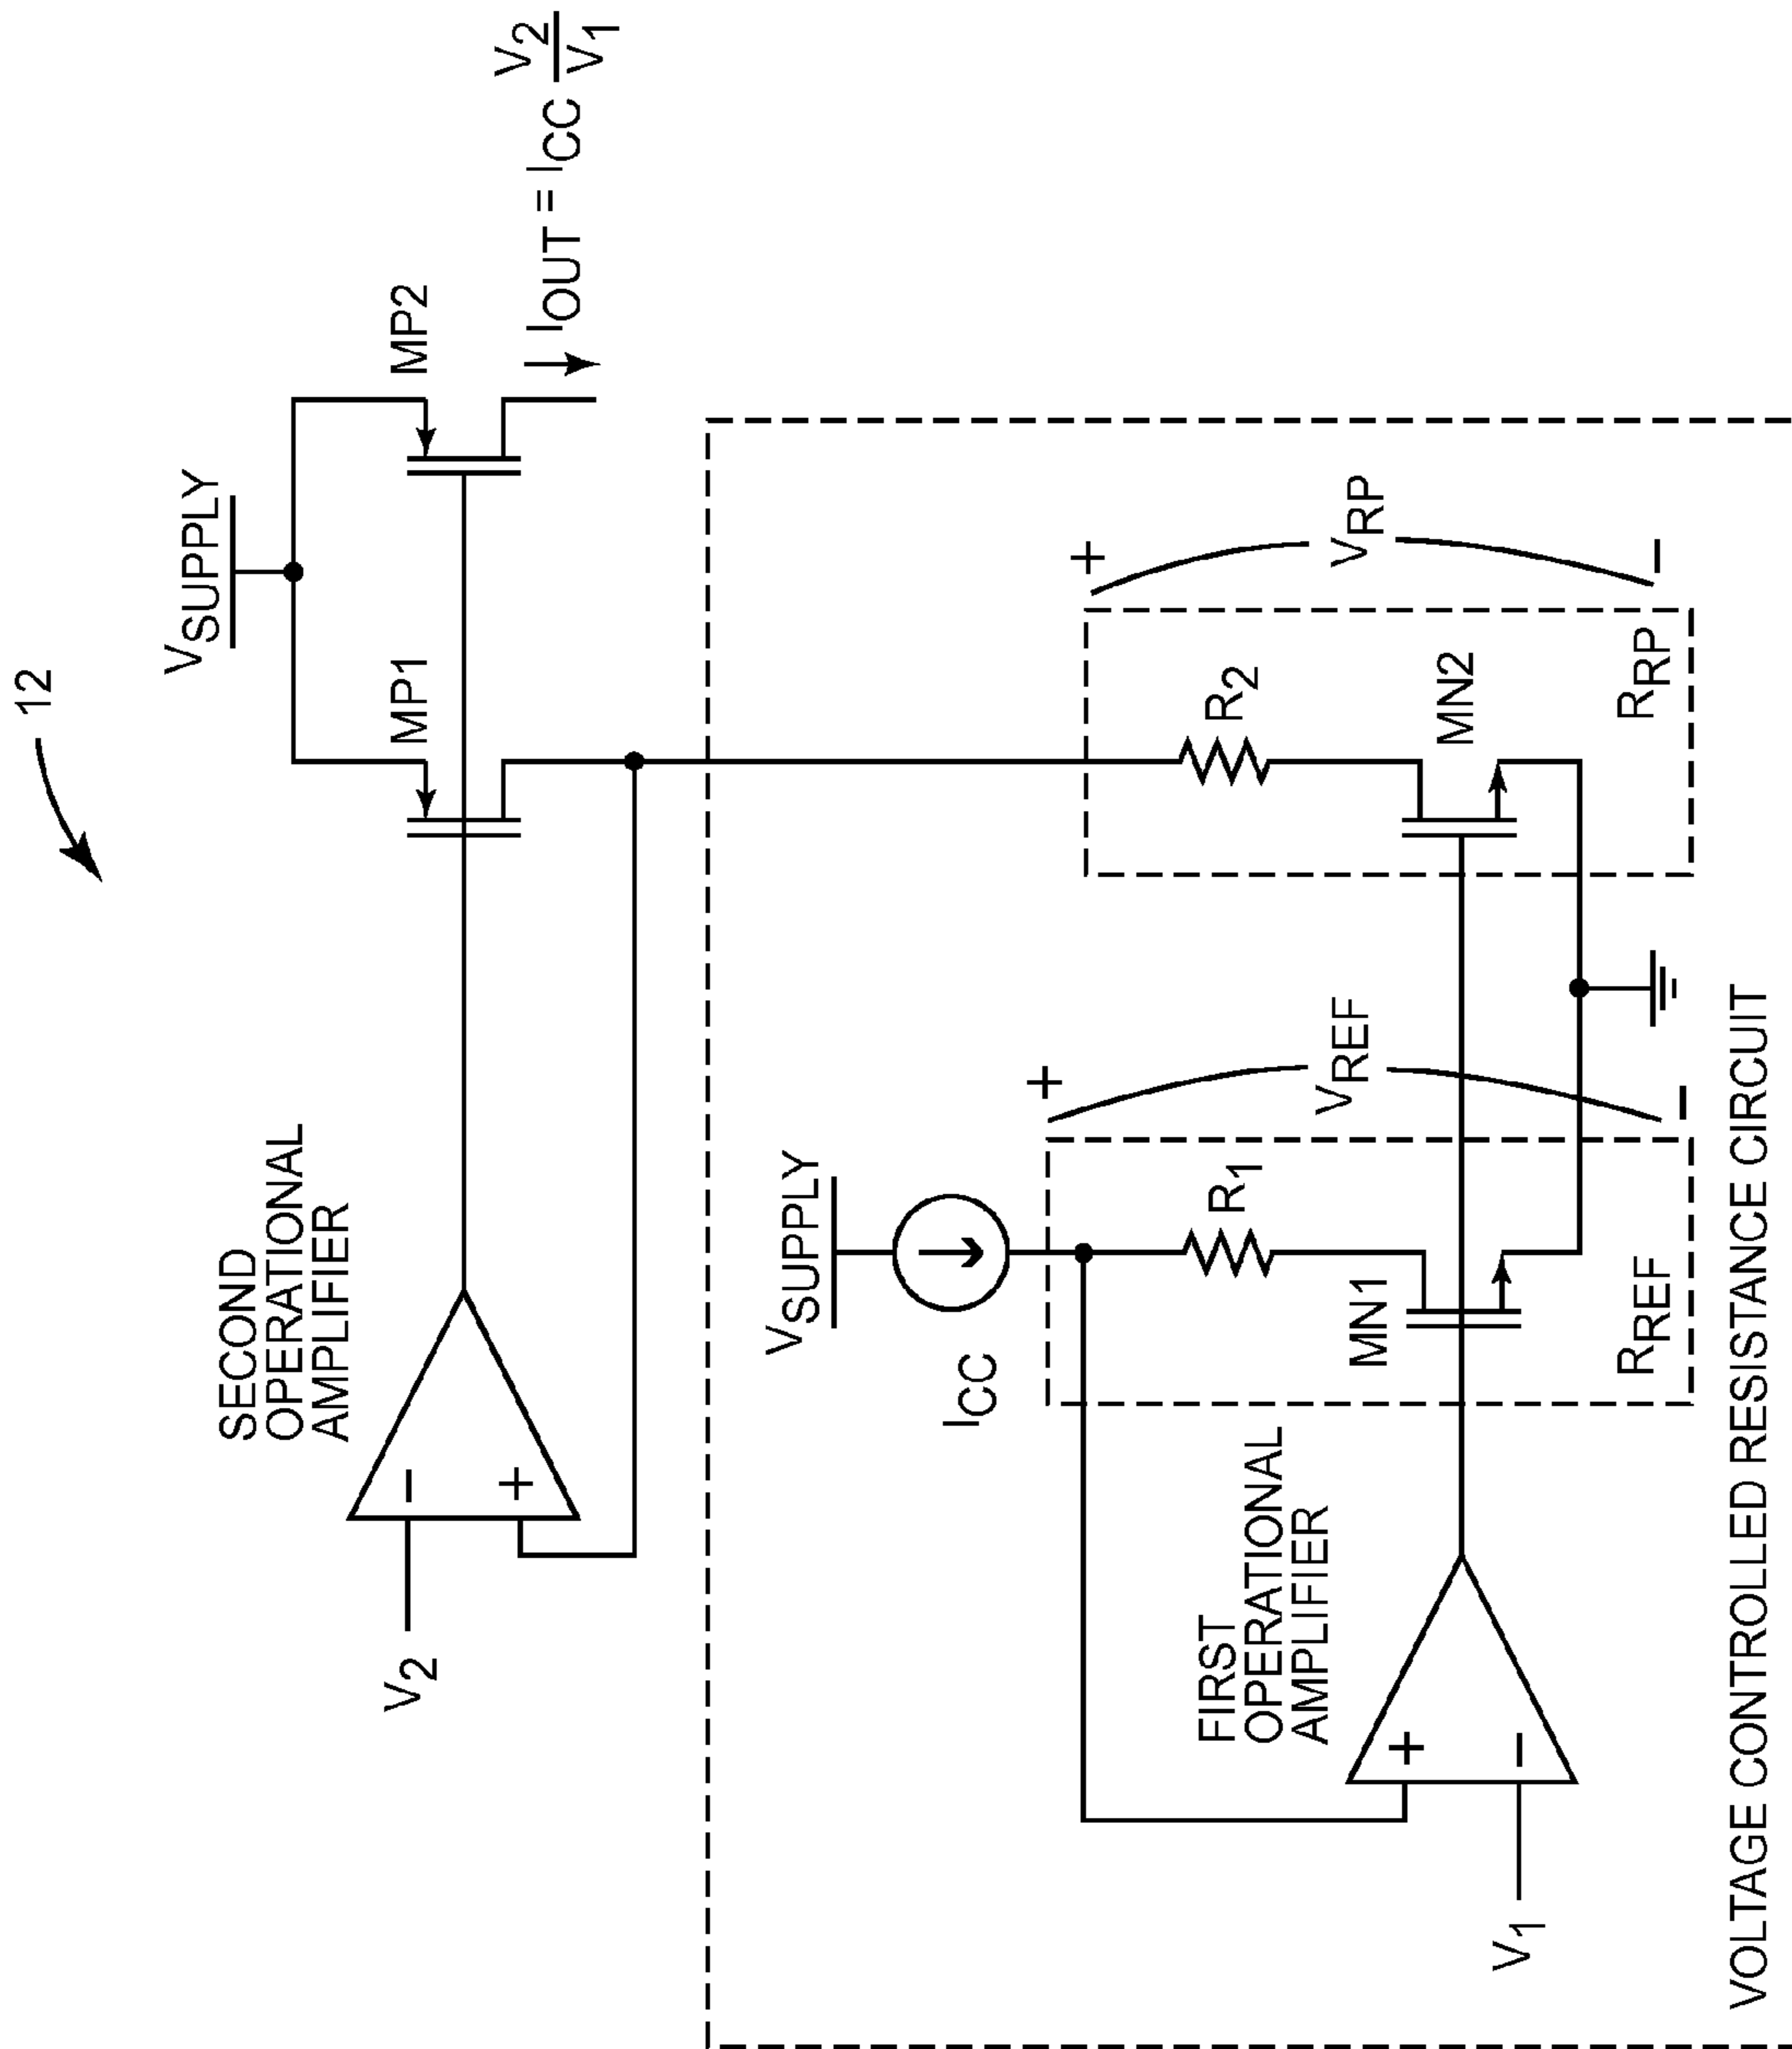 12
VSUPPLY
MP1
MP2
IOUT = ICC V2/V1
SECOND
OPERATIONAL
AMPLIFIER
−
+
V2
VSUPPLY
ICC
+
VREF
−
R1
MN1
RREF
+
VRP
−
R2
MN2
RRP
FIRST
OPERATIONAL
AMPLIFIER
+
−
V1
VOLTAGE CONTROLLED RESISTANCE CIRCUIT